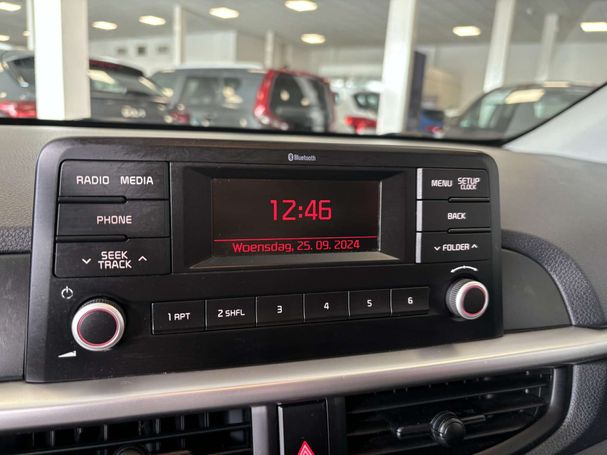 Bluetooth
RADIO MEDIA
PHONE
SEEK
TRACK
12:46
Woensdag, 25. 09. 2024
MENU SETUP
CLOCK
BACK
FOLDER
1 RPT 2 SHFL 3 4 5 6